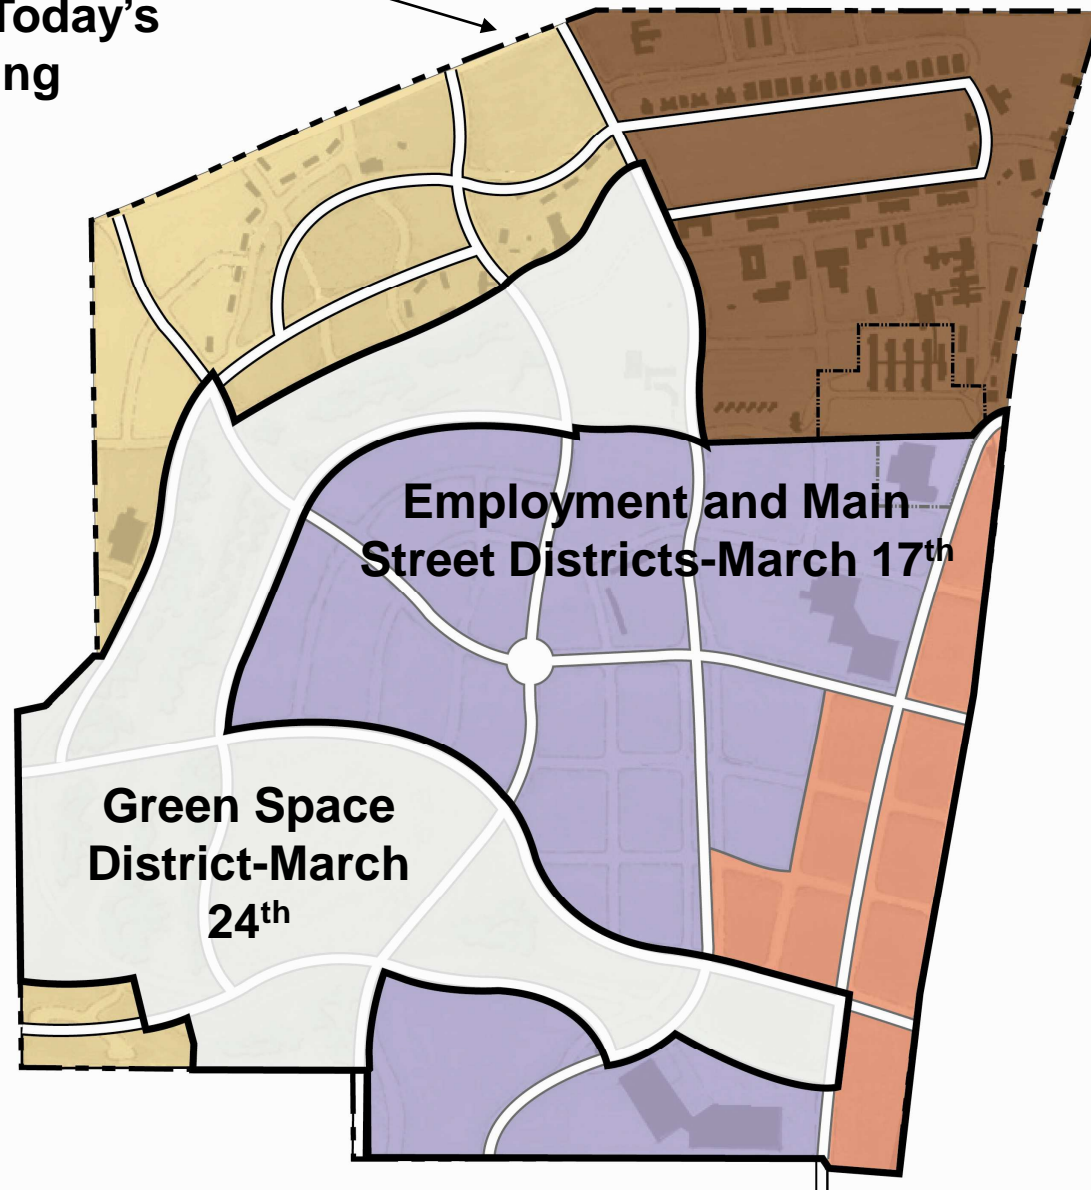 Today’s
ng
Employment and Main
Street Districts-March 17th
Green Space
District-March
24th